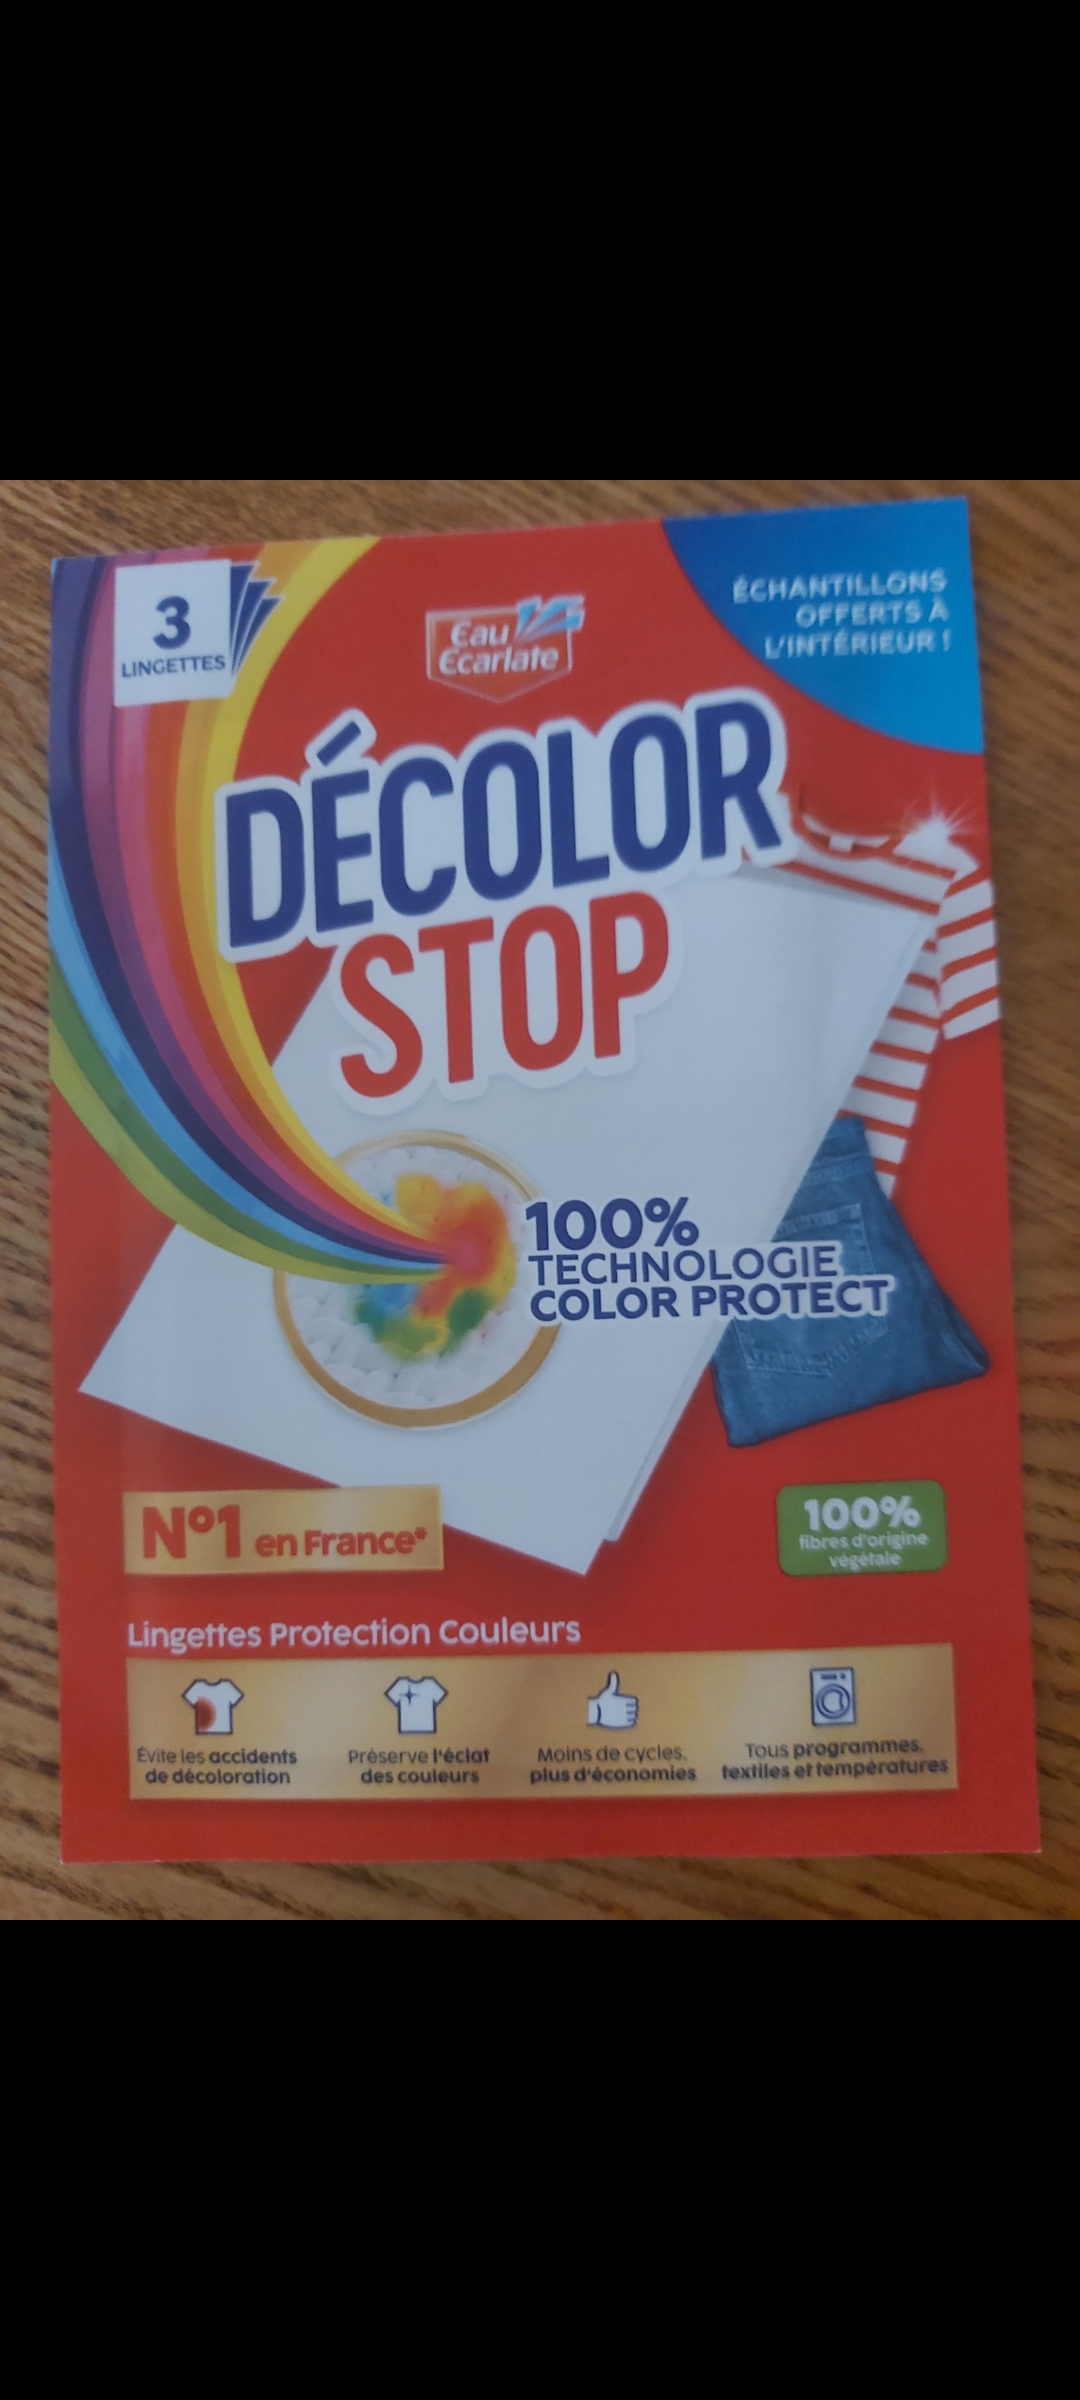 3
LINGETTES
ÉCHANTILLONS
OFFERTS À
L'INTÉRIEUR !
Eau
Ecarlate
DÉCOLOR
STOP
100%
TECHNOLOGIE
COLOR PROTECT
N°1 en France*
100%
fibres d'origine
végétale
Lingettes Protection Couleurs
Évite les accidents
de décoloration
Préserve l'éclat
des couleurs
Moins de cycles,
plus d'économies
Tous programmes,
textiles et températures